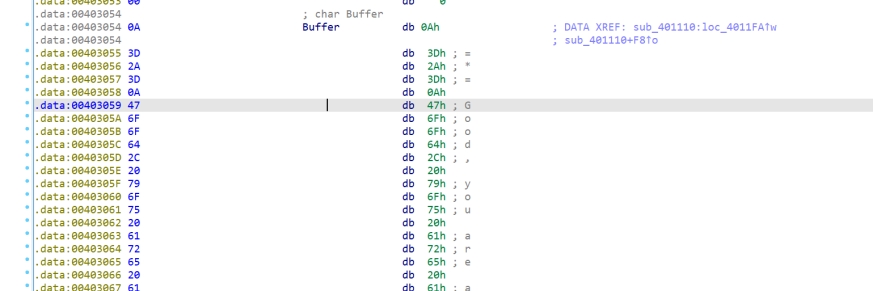 .data:00403053 00 db 0
.data:00403054 ; char Buffer
.data:00403054 0A Buffer db 0Ah ; DATA XREF: sub_401110:loc_4011FA↑w
.data:00403054 ; sub_401110+F8↑o
.data:00403055 3D db 3Dh ; =
.data:00403056 2A db 2Ah ; *
.data:00403057 3D db 3Dh ; =
.data:00403058 0A db 0Ah
.data:00403059 47 db 47h ; G
.data:0040305A 6F db 6Fh ; o
.data:0040305B 6F db 6Fh ; o
.data:0040305C 64 db 64h ; d
.data:0040305D 2C db 2Ch ; ,
.data:0040305E 20 db 20h
.data:0040305F 79 db 79h ; y
.data:00403060 6F db 6Fh ; o
.data:00403061 75 db 75h ; u
.data:00403062 20 db 20h
.data:00403063 61 db 61h ; a
.data:00403064 72 db 72h ; r
.data:00403065 65 db 65h ; e
.data:00403066 20 db 20h
.data:00403067 61 db 61h ; a